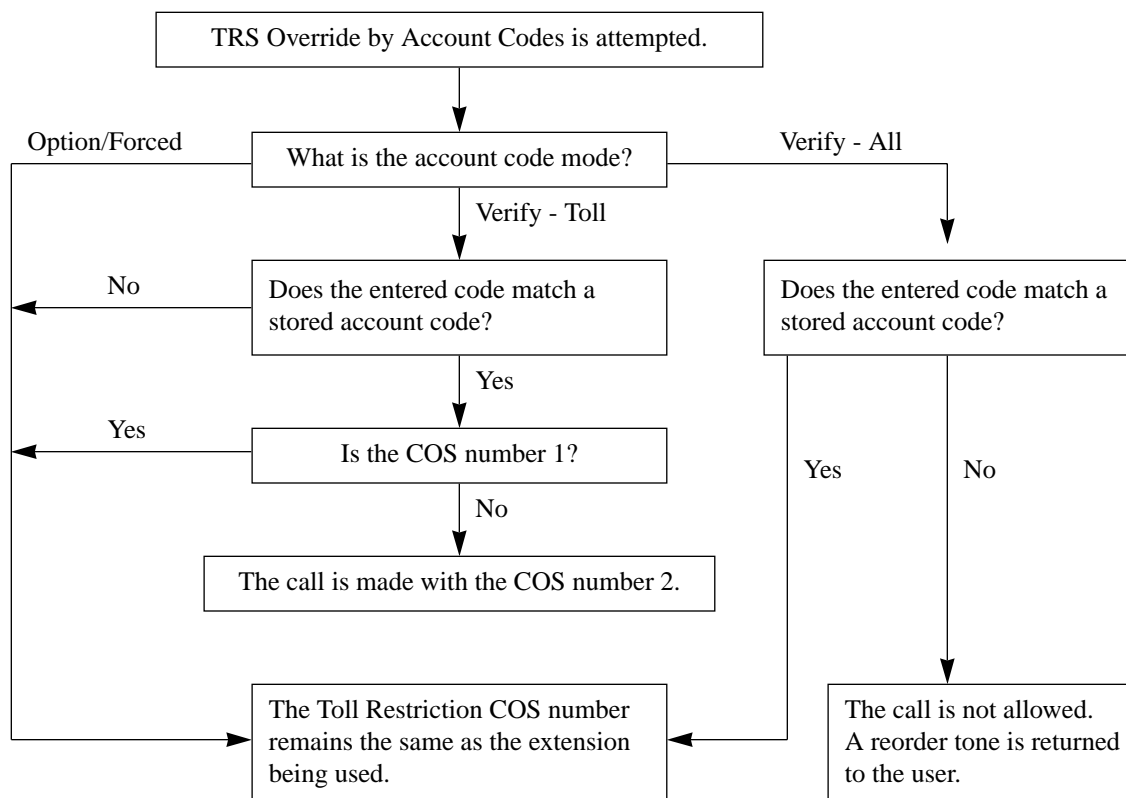 TRS Override by Account Codes is attempted.
Option/Forced
What is the account code mode?
Verify - All
Verify - Toll
No
Does the entered code match a
stored account code?
Does the entered code match a
stored account code?
Yes
Yes
Is the COS number 1?
Yes
No
No
The call is made with the COS number 2.
The Toll Restriction COS number
remains the same as the extension
being used.
The call is not allowed.
A reorder tone is returned
to the user.